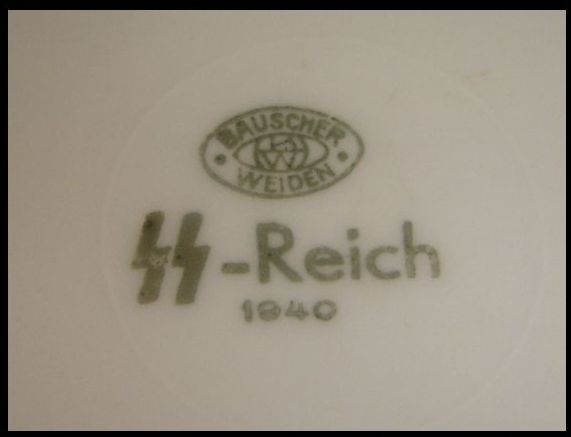 BAUSCHER
WEIDEN
SS-Reich
1940